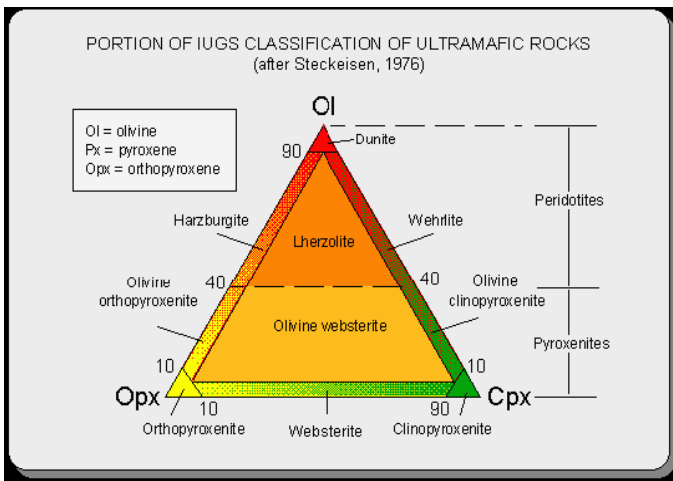 PORTION OF IUGS CLASSIFICATION OF ULTRAMAFIC ROCKS
(after Steckeisen, 1976)
Ol
Ol = olivine
Px = pyroxene
Opx = orthopyroxene
Dunite
90
Peridotites
Harzburgite
Wehrlite
Lherzolite
Olivine
orthopyroxenite
40
40
Olivine
clinopyroxenite
Olivine websterite
Pyroxenites
10
10
Opx
10
90
Cpx
Orthopyroxenite
Websterite
Clinopyroxenite